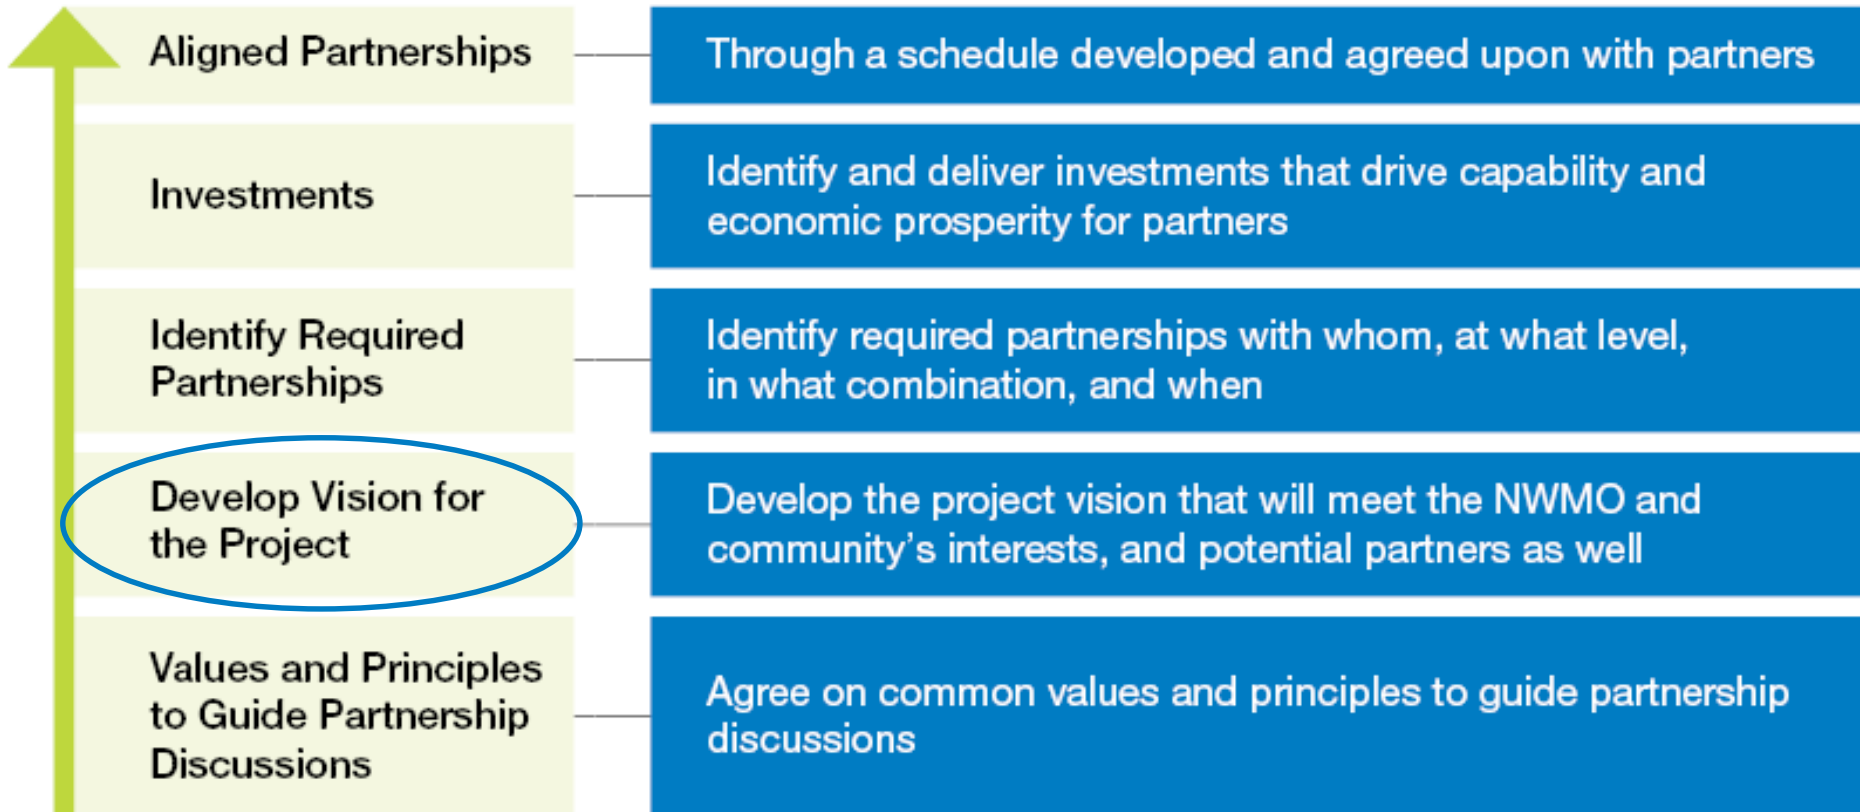 Aligned Partnerships
Through a schedule developed and agreed upon with partners
Investments
Identify and deliver investments that drive capability and
economic prosperity for partners
Identify Required
Partnerships
Identify required partnerships with whom, at what level,
in what combination, and when
Develop Vision for
the Project
Develop the project vision that will meet the NWMO and
community’s interests, and potential partners as well
Values and Principles
to Guide Partnership
Discussions
Agree on common values and principles to guide partnership
discussions